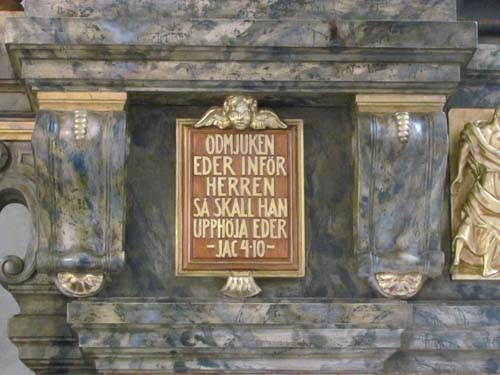 ODMJUKEN
EDER INFÖR
HERREN
SÅ SKALL HAN
UPPHÖJA EDER
- JAC 4·10 -